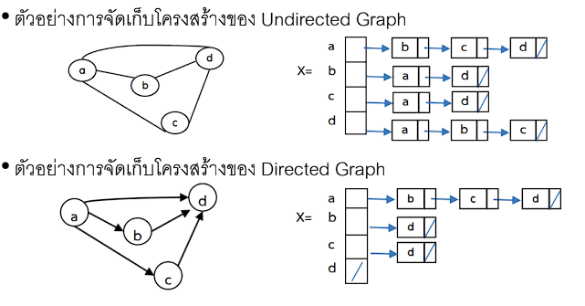 • ตัวอย่างการจัดเก็บโครงสร้างของ Undirected Graph
a
d
b
c
X=
a b c d
b a d
c a d
d a b c
• ตัวอย่างการจัดเก็บโครงสร้างของ Directed Graph
d
a
b
c
X=
a b c d
b d
c d
d